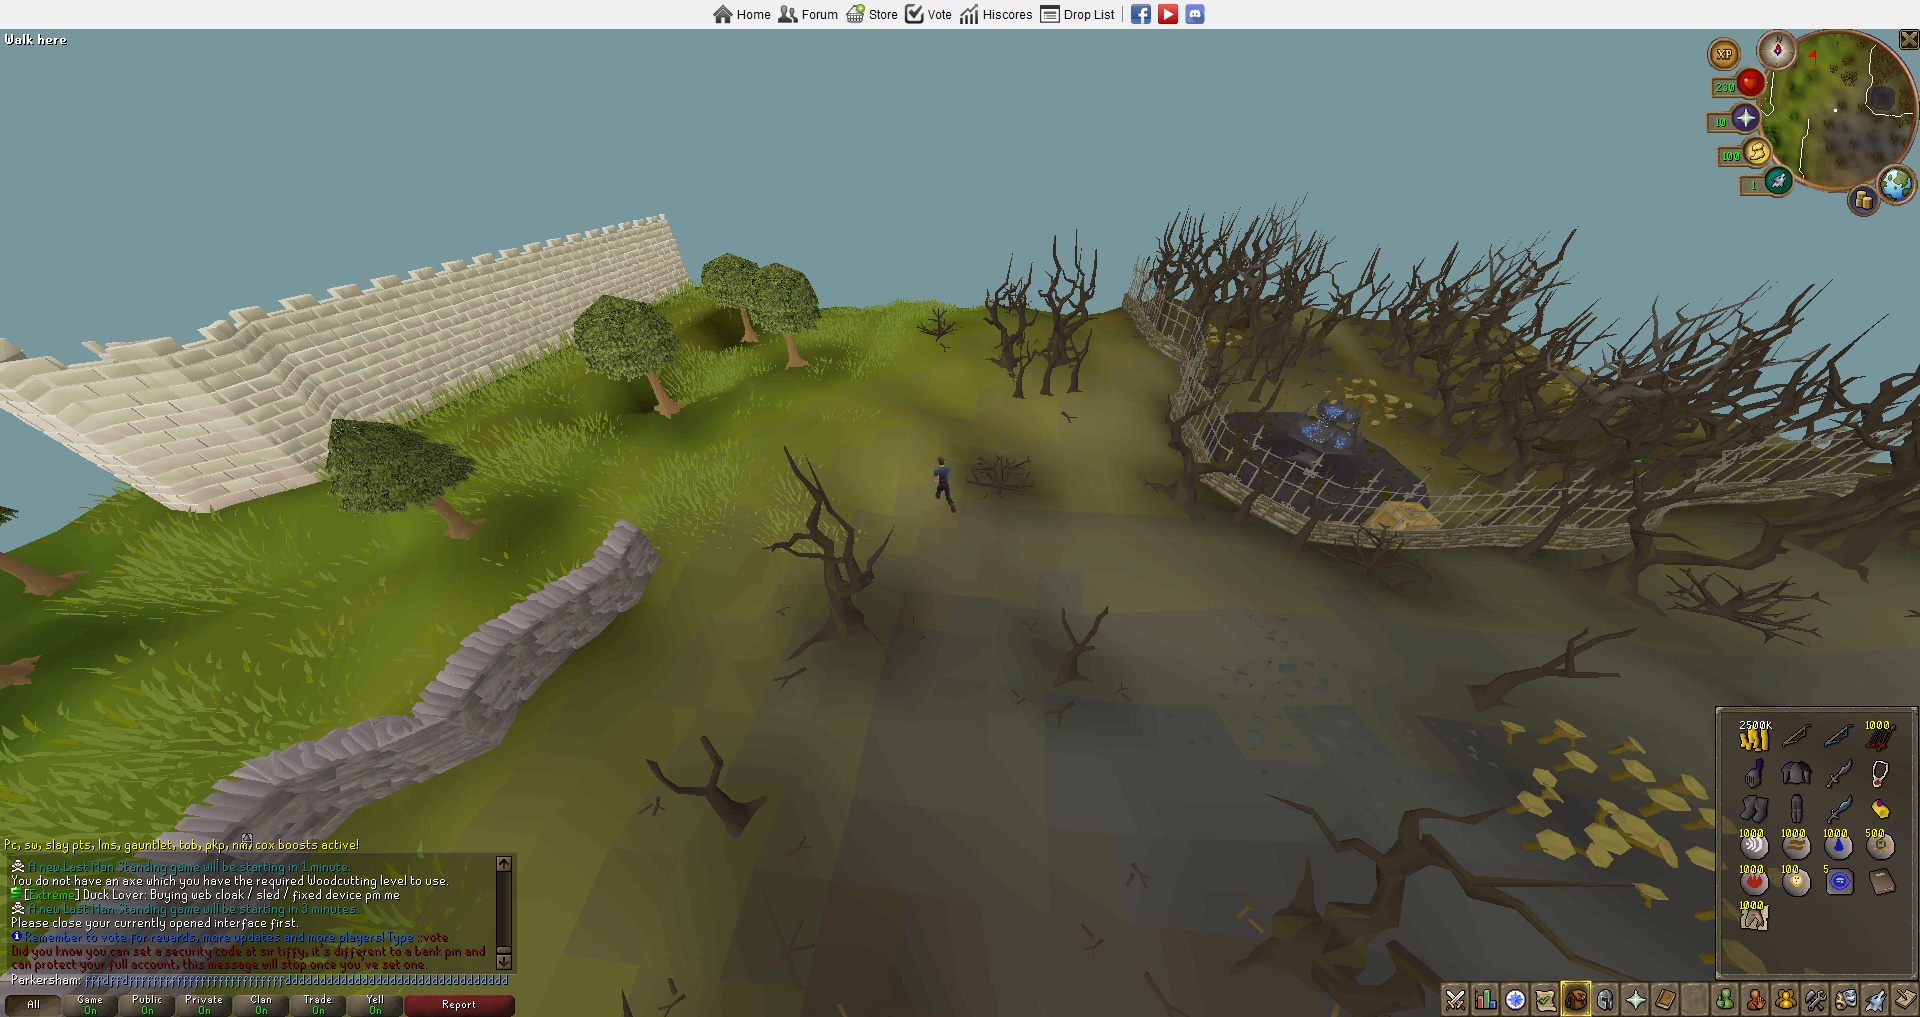 Home Forum Store Vote Hiscores Drop List
Walk here
N
XP
230
10
100
1
2500K 1000
1000 1000 1000 500
1000 100 5
1000
Pc, sw, slay pts, lms, gauntlet, tob, pkp, nm, cox boosts active!
A new Last Man Standing game will be starting in 1 minute.
You do not have an axe which you have the required Woodcutting level to use.
[Extreme] Duck Lover: Buying web cloak / sled / fixed device pm me
A new Last Man Standing game will be starting in 3 minutes.
Please close your currently opened interface first.
Remember to vote for rewards, more updates and more players! Type ::vote
Did you know you can set a security code at sir tiffy, it's different to a bank pin and
can protect your full account, this message will stop once you've set one.
Parkersham:
All Game Public Private Clan Trade Yell Report
On On On On On On